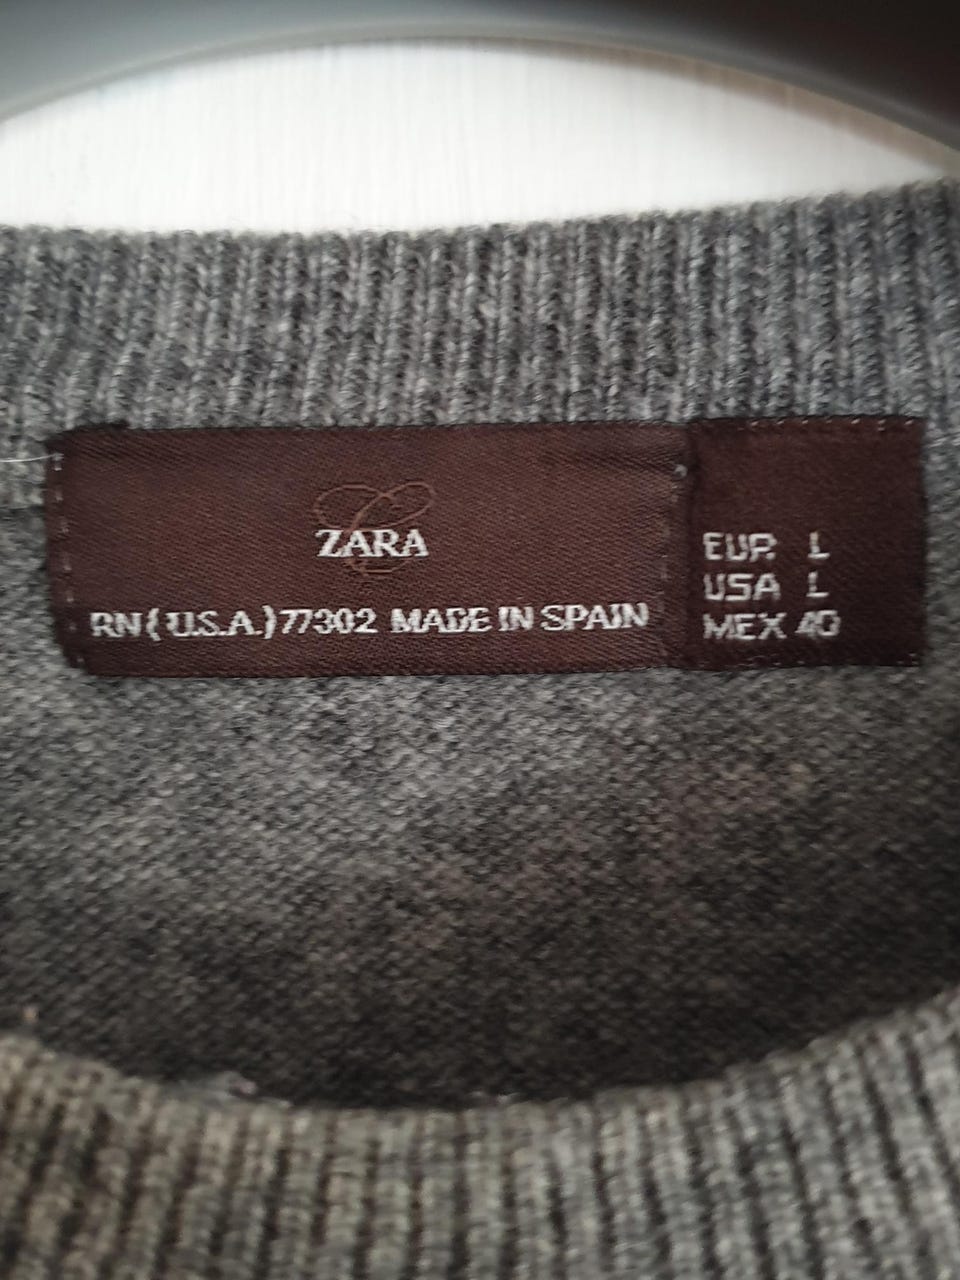 ZARA
RN (U.S.A.) 77302 MADE IN SPAIN
EUR L
USA L
MEX 40